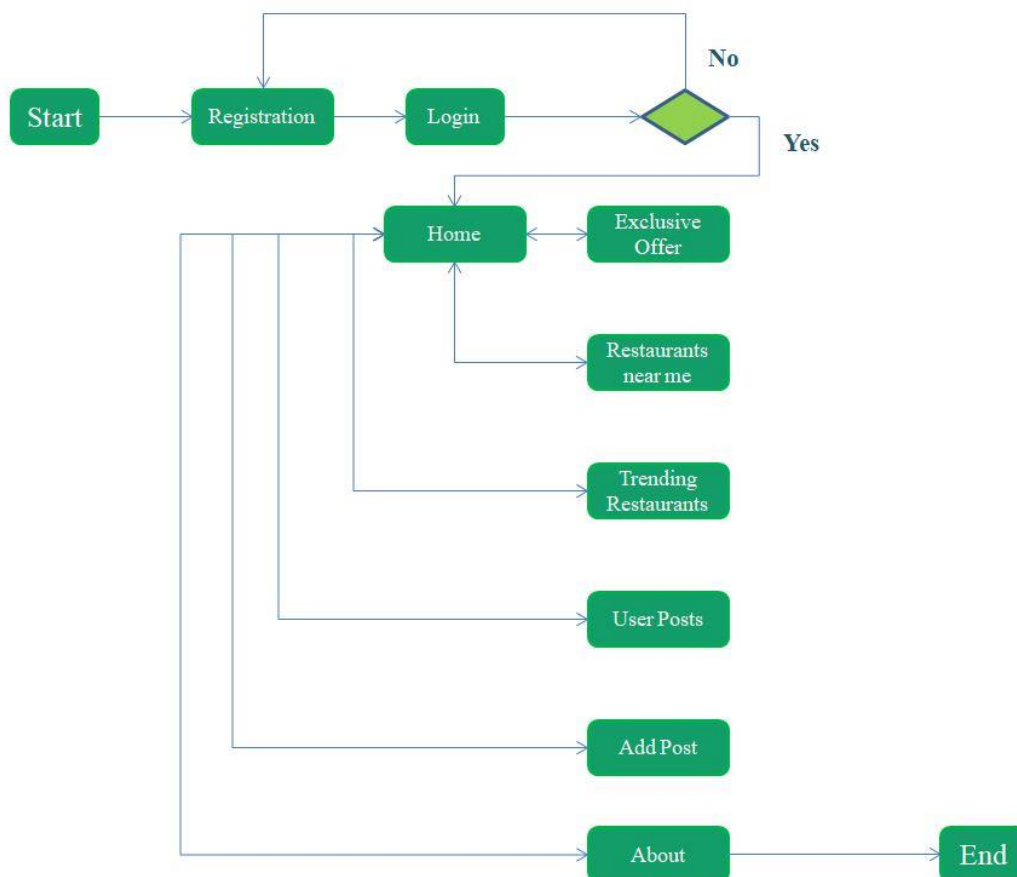 No
Start
Registration
Login
Yes
Home
Exclusive
Offer
Restaurants
near me
Trending
Restaurants
User Posts
Add Post
About
End